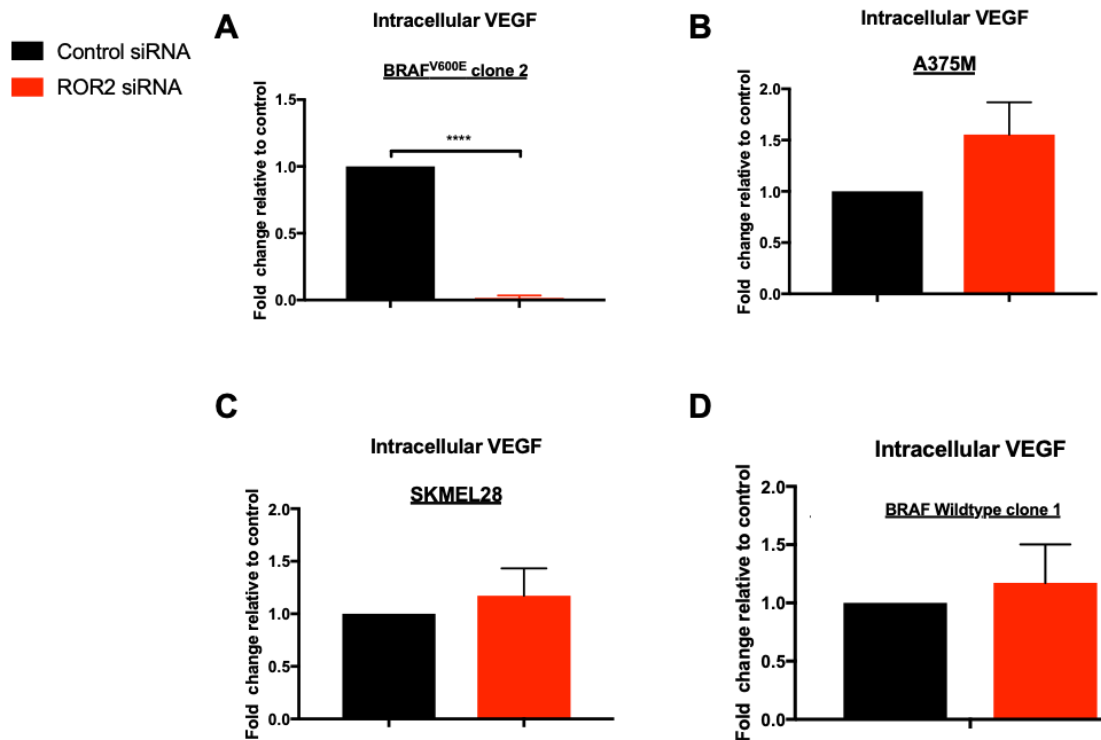 Control siRNA
ROR2 siRNA
A
Intracellular VEGF
BRAFV600E clone 2
Fold change relative to control
1.5
1.0
0.5
0.0
****
B
Intracellular VEGF
A375M
Fold change relative to control
2.0
1.5
1.0
0.5
0.0
C
Intracellular VEGF
SKMEL28
Fold change relative to control
2.0
1.5
1.0
0.5
0.0
D
Intracellular VEGF
BRAF Wildtype clone 1
Fold change relative to control
2.0
1.5
1.0
0.5
0.0